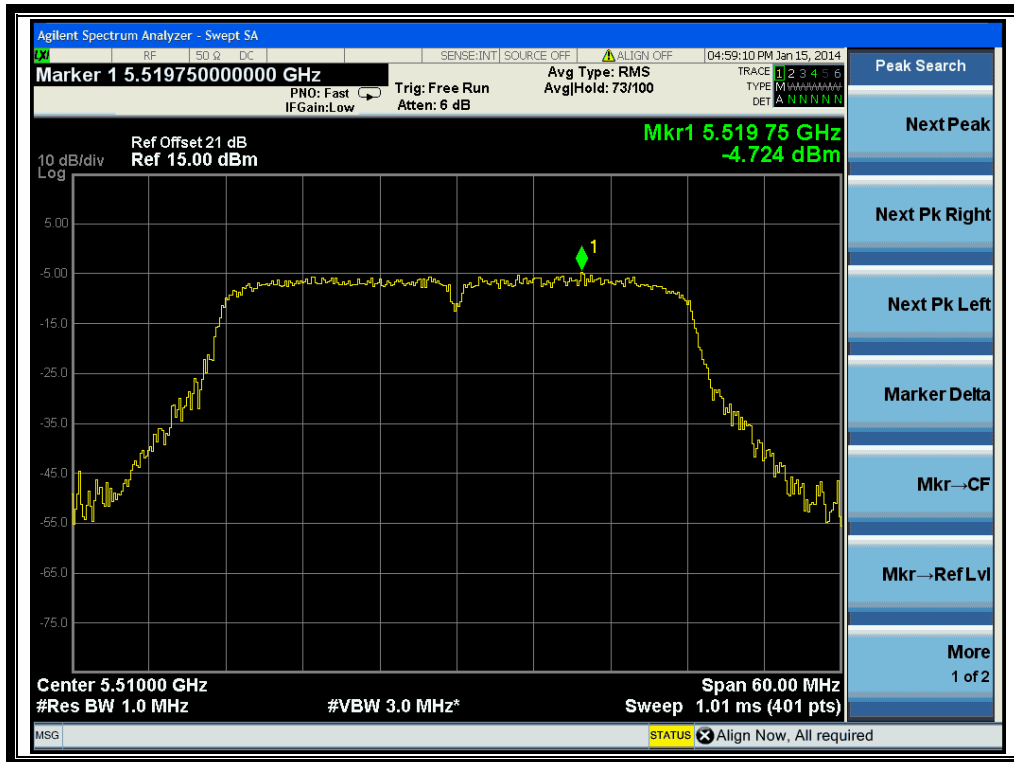 Agilent Spectrum Analyzer - Swept SA
LXI RF 50 Ω DC SENSE:INT SOURCE OFF ALIGN OFF 04:59:10 PM Jan 15, 2014
Marker 1 5.519750000000 GHz
PNO: Fast
IFGain:Low
Trig: Free Run
Atten: 6 dB
Avg Type: RMS
Avg|Hold: 73/100
TRACE 1 2 3 4 5 6
TYPE M WWWWW
DET A N N N N N
Ref Offset 21 dB
10 dB/div Ref 15.00 dBm
Log
Mkr1 5.519 75 GHz
-4.724 dBm
5.00
-5.00
-15.0
-25.0
-35.0
-45.0
-55.0
-65.0
-75.0
1
Center 5.51000 GHz Span 60.00 MHz
#Res BW 1.0 MHz #VBW 3.0 MHz* Sweep 1.01 ms (401 pts)
MSG STATUS Align Now, All required
Peak Search
Next Peak
Next Pk Right
Next Pk Left
Marker Delta
Mkr→CF
Mkr→Ref Lvl
More
1 of 2